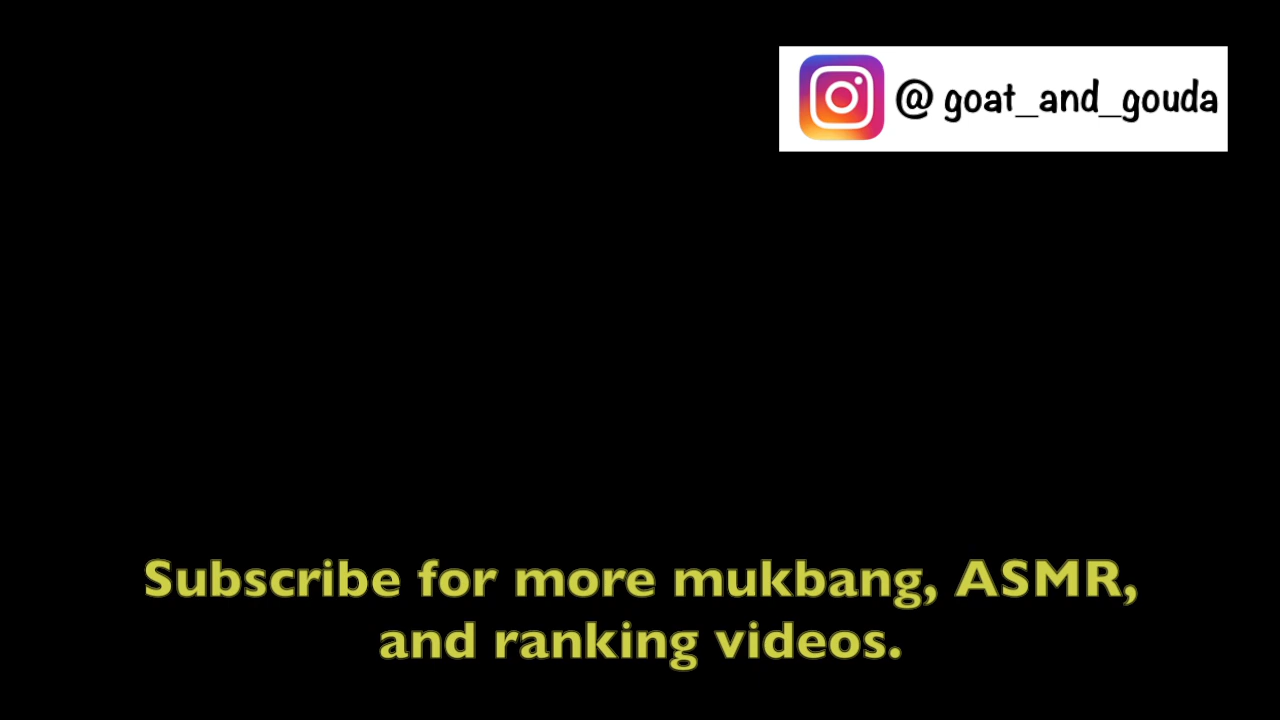 @ goat_and_gouda
Subscribe for more mukbang, ASMR,
and ranking videos.